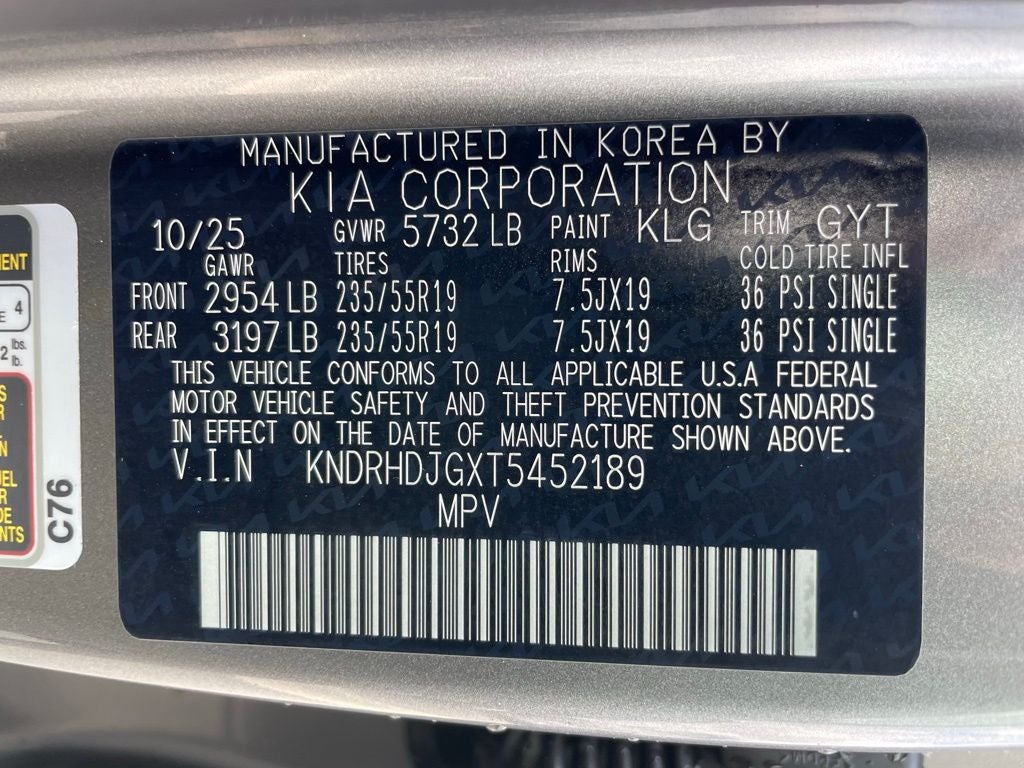 MANUFACTURED IN KOREA BY
KIA CORPORATION
10/25 GVWR 5732 LB PAINT KLG TRIM GYT
GAWR TIRES RIMS COLD TIRE INFL
FRONT 2954 LB 235/55R19 7.5JX19 36 PSI SINGLE
REAR 3197 LB 235/55R19 7.5JX19 36 PSI SINGLE
THIS VEHICLE CONFORMS TO ALL APPLICABLE U.S.A FEDERAL
MOTOR VEHICLE SAFETY AND THEFT PREVENTION STANDARDS
IN EFFECT ON THE DATE OF MANUFACTURE SHOWN ABOVE.
V.I.N KNDRHDJGXT5452189
MPV
4
lbs.
lb.
C76